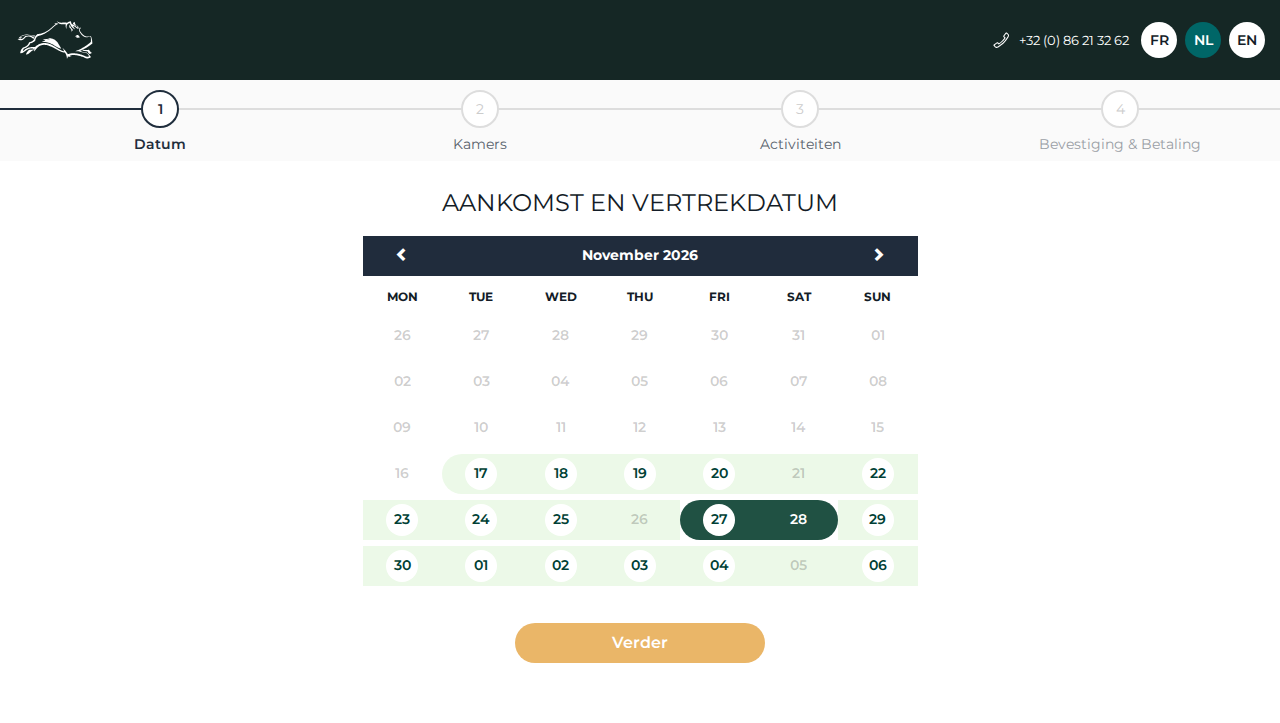 +32 (0) 86 21 32 62 FR NL EN
1 2 3 4
Datum Kamers Activiteiten Bevestiging & Betaling
AANKOMST EN VERTREKDATUM
November 2026
MON TUE WED THU FRI SAT SUN
26 27 28 29 30 31 01
02 03 04 05 06 07 08
09 10 11 12 13 14 15
16 17 18 19 20 21 22
23 24 25 26 27 28 29
30 01 02 03 04 05 06
Verder